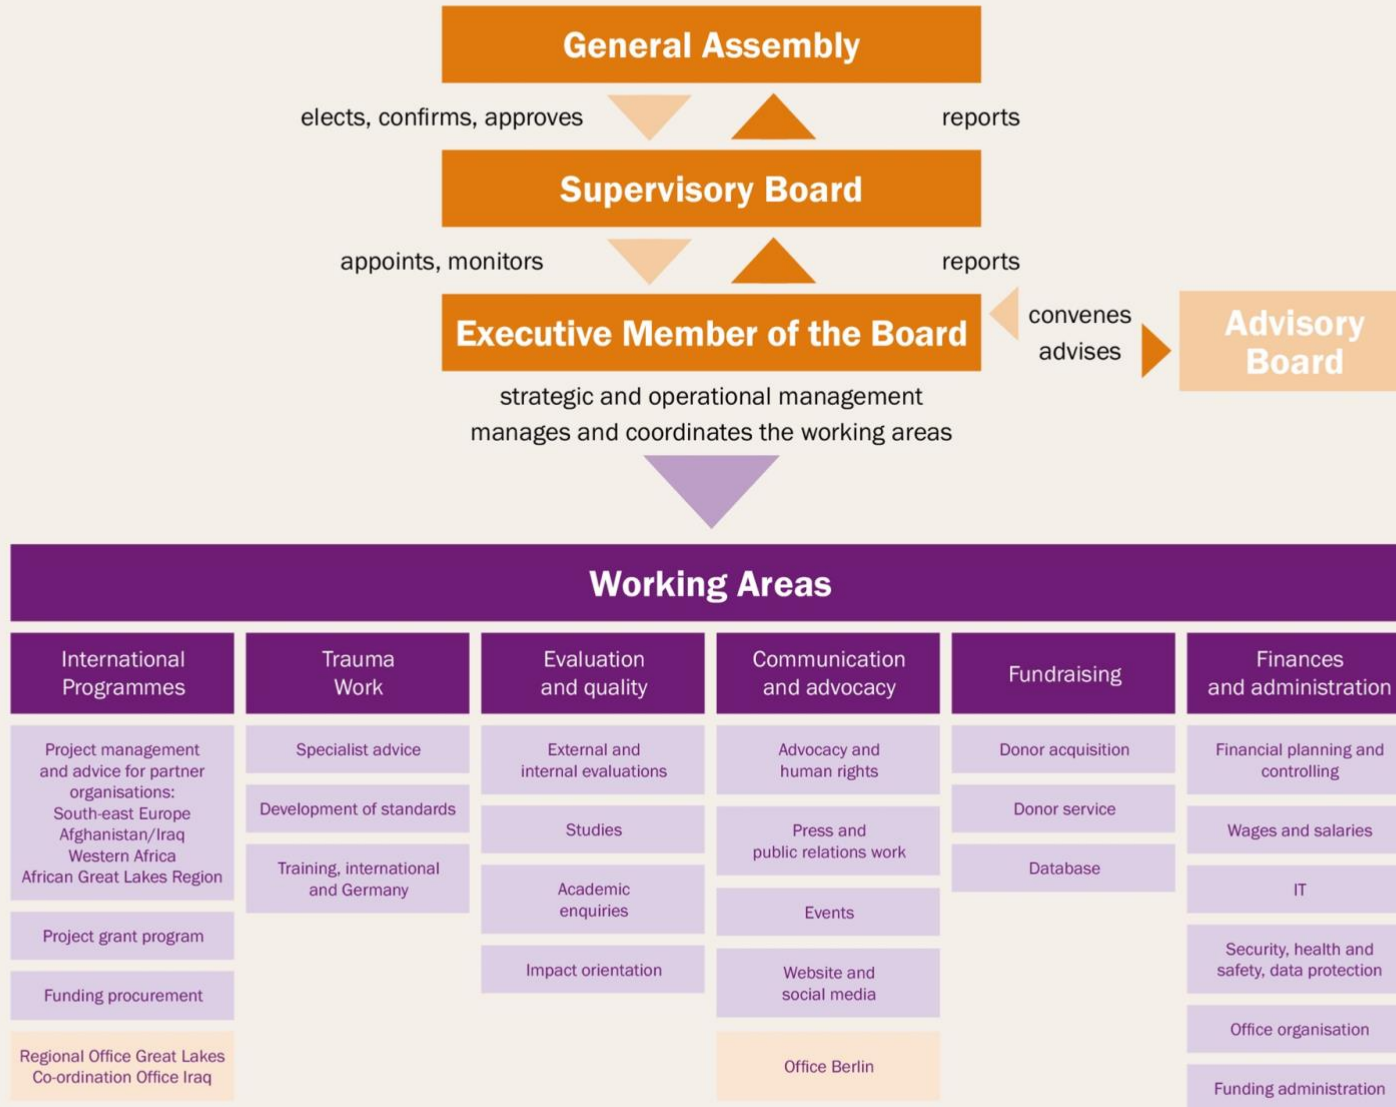 General Assembly
elects, confirms, approves
reports
Supervisory Board
appoints, monitors
reports
Executive Member of the Board
convenes
advises
Advisory
Board
strategic and operational management
manages and coordinates the working areas
Working Areas
International
Programmes
Project management
and advice for partner
organisations:
South-east Europe
Afghanistan/Iraq
Western Africa
African Great Lakes Region
Project grant program
Funding procurement
Regional Office Great Lakes
Co-ordination Office Iraq
Trauma
Work
Specialist advice
Development of standards
Training, international
and Germany
Evaluation
and quality
External and
internal evaluations
Studies
Academic
enquiries
Impact orientation
Communication
and advocacy
Advocacy and
human rights
Press and
public relations work
Events
Website and
social media
Office Berlin
Fundraising
Donor acquisition
Donor service
Database
Finances
and administration
Financial planning and
controlling
Wages and salaries
IT
Security, health and
safety, data protection
Office organisation
Funding administration